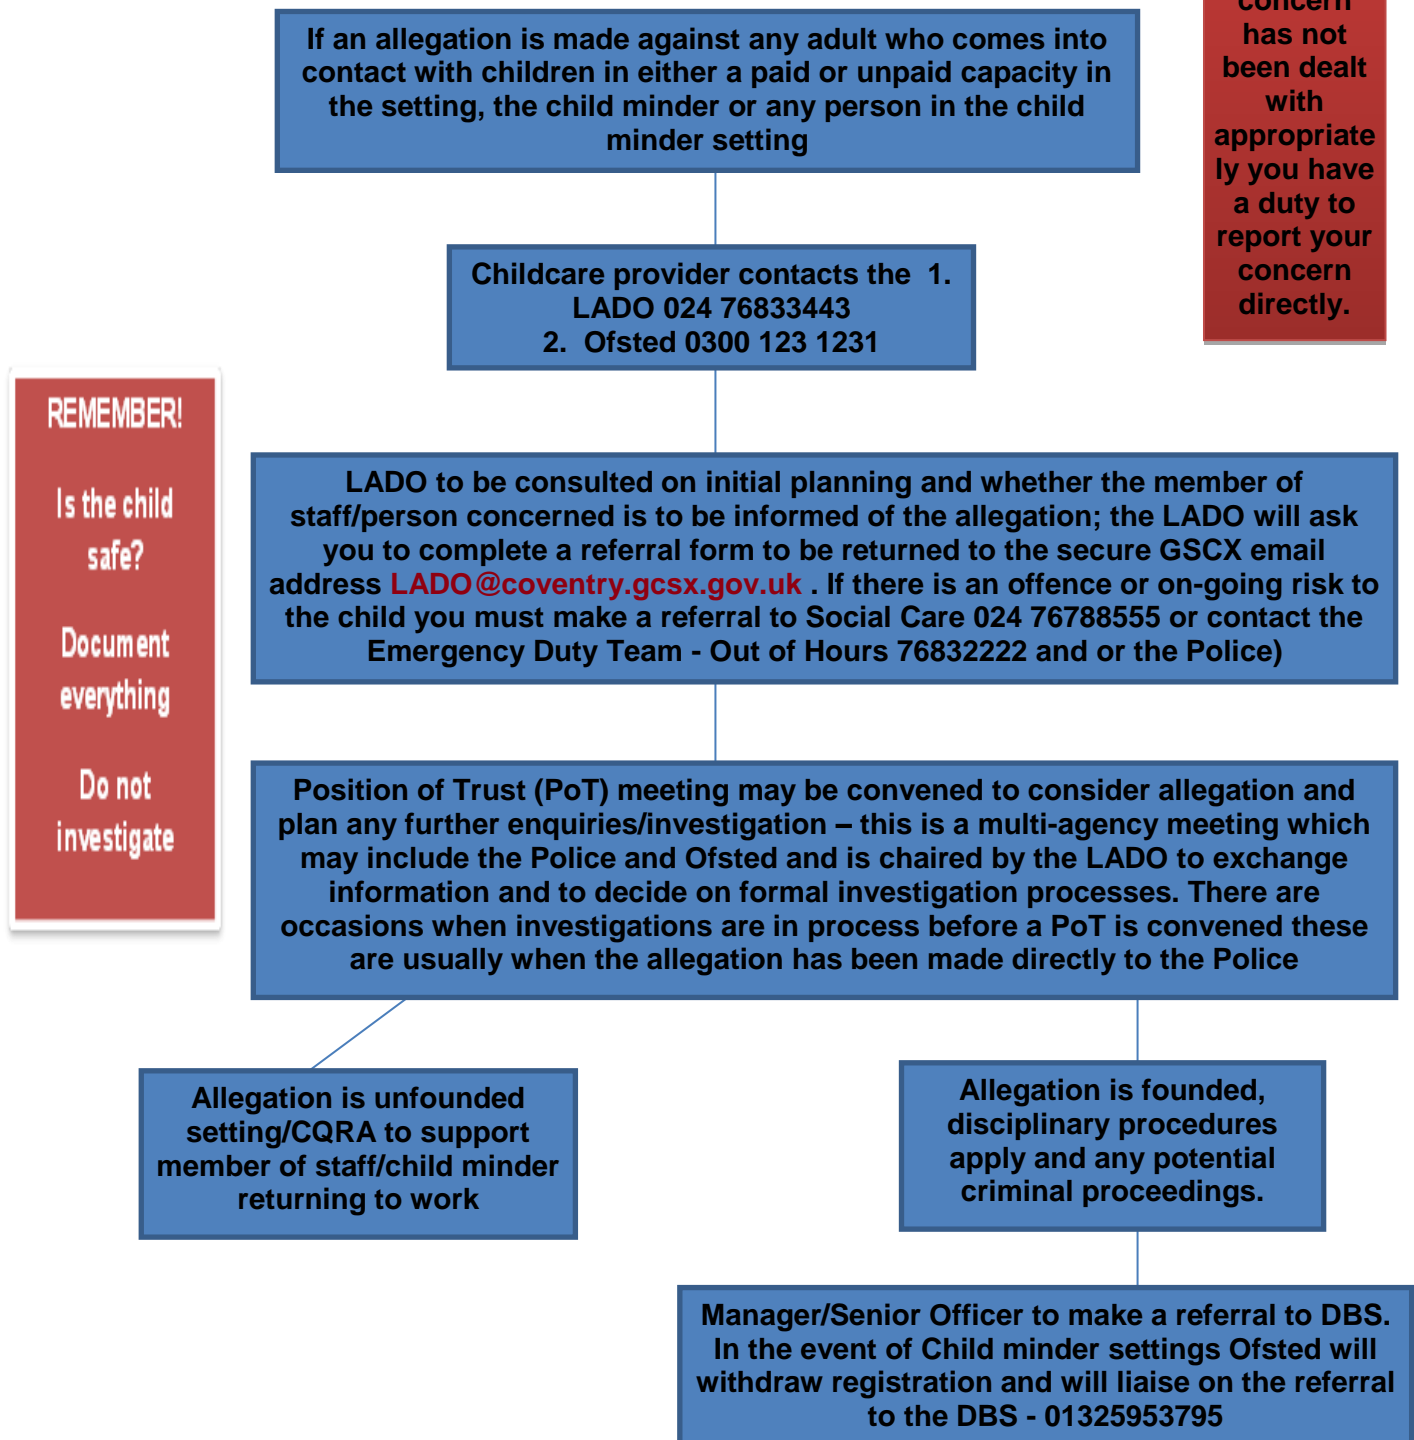 concern
has not
been dealt
with
appropriate
ly you have
a duty to
report your
concern
directly.
If an allegation is made against any adult who comes into
contact with children in either a paid or unpaid capacity in
the setting, the child minder or any person in the child
minder setting
Childcare provider contacts the  1.
LADO 024 76833443
2.  Ofsted 0300 123 1231
REMEMBER!
Is the child
safe?
Document
everything
Do not
investigate
LADO to be consulted on initial planning and whether the member of
staff/person concerned is to be informed of the allegation; the LADO will ask
you to complete a referral form to be returned to the secure GSCX email
address LADO@coventry.gcsx.gov.uk . If there is an offence or on-going risk to
the child you must make a referral to Social Care 024 76788555 or contact the
Emergency Duty Team - Out of Hours 76832222 and or the Police)
Position of Trust (PoT) meeting may be convened to consider allegation and
plan any further enquiries/investigation – this is a multi-agency meeting which
may include the Police and Ofsted and is chaired by the LADO to exchange
information and to decide on formal investigation processes. There are
occasions when investigations are in process before a PoT is convened these
are usually when the allegation has been made directly to the Police
Allegation is unfounded
setting/CQRA to support
member of staff/child minder
returning to work
Allegation is founded,
disciplinary procedures
apply and any potential
criminal proceedings.
Manager/Senior Officer to make a referral to DBS.
In the event of Child minder settings Ofsted will
withdraw registration and will liaise on the referral
to the DBS - 01325953795